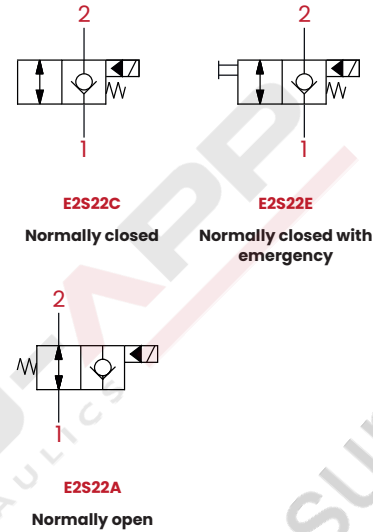 2
2
1
1
E2S22C
E2S22E
Normally closed
Normally closed with
emergency
2
1
E2S22A
Normally open